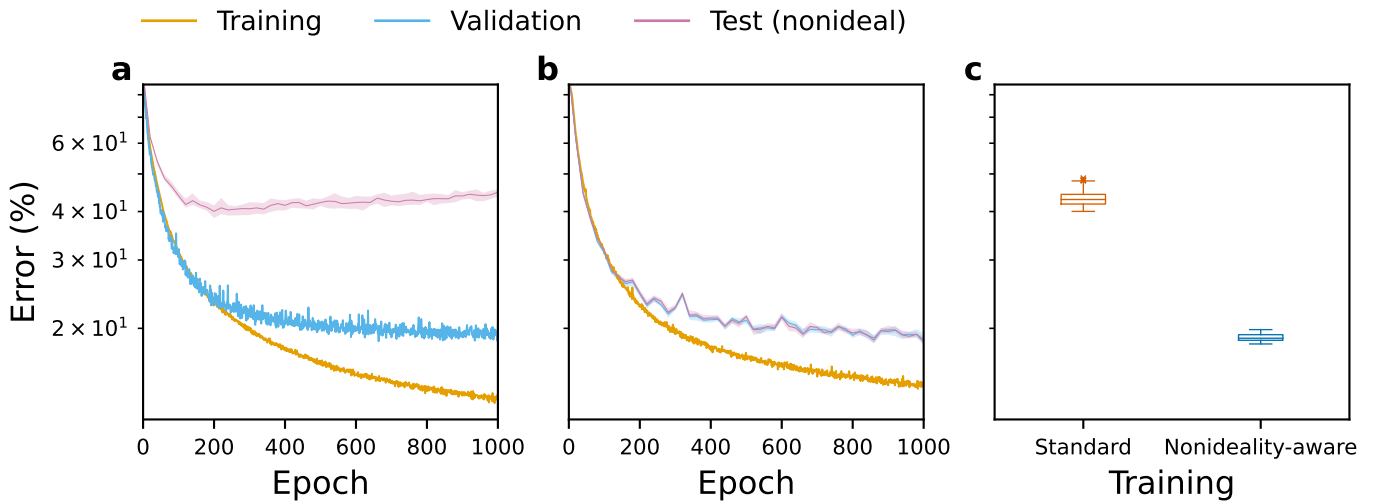 Training Validation Test (nonideal)
a b c
Error (%)
6 × 10¹
4 × 10¹
3 × 10¹
2 × 10¹
0 200 400 600 800 1000
Epoch
0 200 400 600 800 1000
Epoch
Standard Nonideality-aware
Training